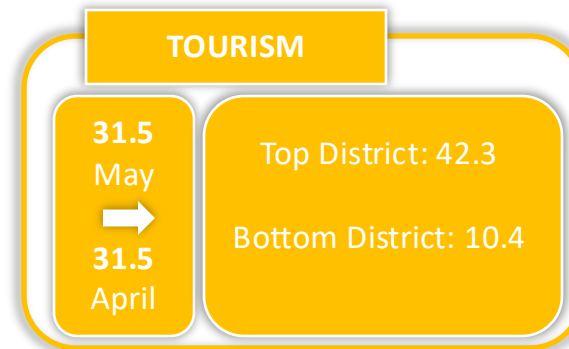 TOURISM
31.5
May
31.5
April
Top District: 42.3
Bottom District: 10.4